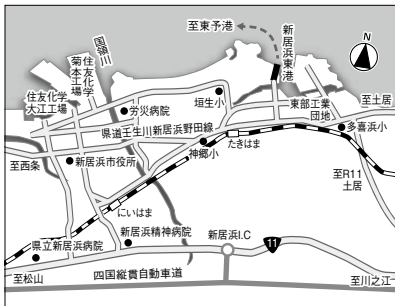 至東予港
新居浜東港
N
国領川
住友化学
菊本工場
住友化学
大江工場
労災病院
垣生小
東部工業
団地
至土居
県道壬生川新居浜野田線
多喜浜小
たきはま
神郷小
至西条
新居浜市役所
至R11
土居
にいはま
新居浜精神病院
新居浜I.C
11
県立新居浜病院
至松山
四国縦貫自動車道
至川之江